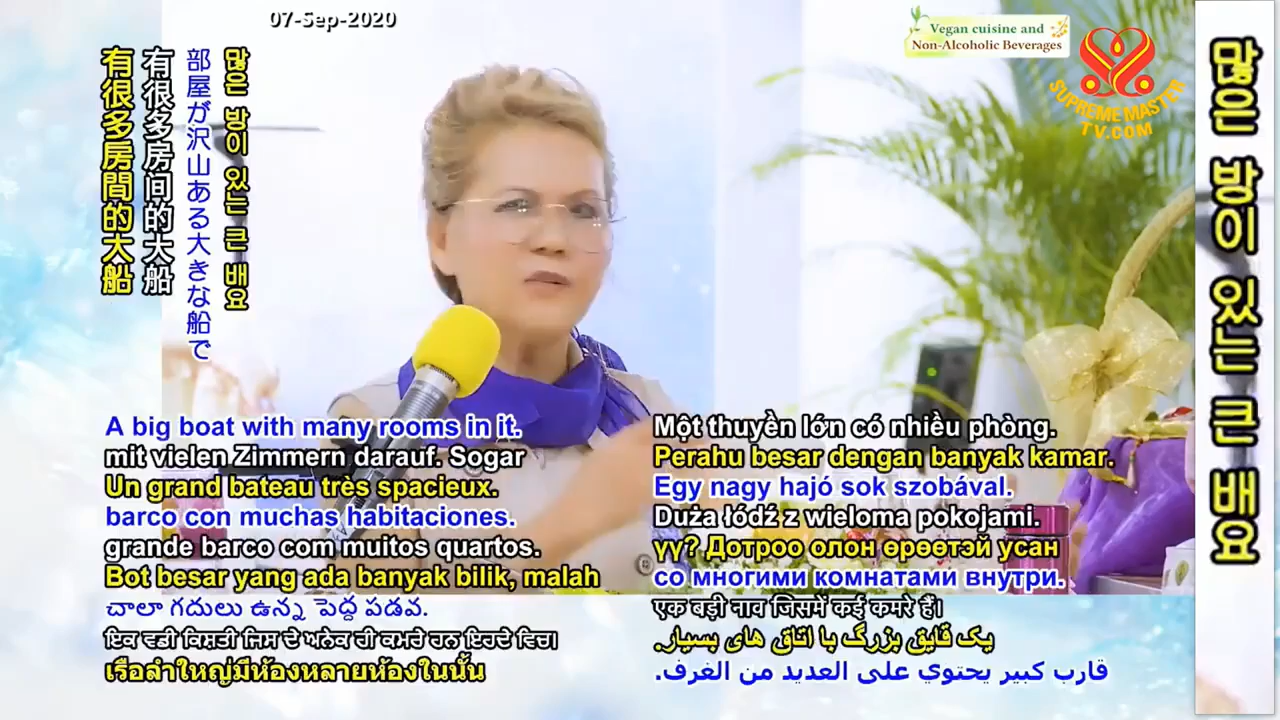 07-Sep-2020
Vegan cuisine and
Non-Alcoholic Beverages
SUPREME MASTER
TV.COM
많은 방이 있는 큰 배요
部屋が沢山ある大きな船で
有很多房间的大船
有很多房間的大船
A big boat with many rooms in it.
mit vielen Zimmern darauf. Sogar
Un grand bateau très spacieux.
barco con muchas habitaciones.
grande barco com muitos quartos.
Bot besar yang ada banyak bilik, malah
చాలా గదులు ఉన్న పెద్ద పడవ.
ਇਕ ਵਡੀ ਕਿਸ਼ਤੀ ਜਿਸ ਦੇ ਅਨੇਕ ਹੀ ਕਮਰੇ ਹਨ ਇਹਦੇ ਵਿਚ।
เรือลำใหญ่มีห้องหลายห้องในนั้น
Một thuyền lớn có nhiều phòng.
Perahu besar dengan banyak kamar.
Egy nagy hajó sok szobával.
Duża łódź z wieloma pokojami.
үү? Дотроо олон өрөөтэй усан
со многими комнатами внутри.
एक बड़ी नाव जिसमें कई कमरे हैं।
یک قایق بزرگ با اتاق های بسیار.
قارب كبير يحتوي على العديد من الغرف.
많은 방이 있는 큰 배요